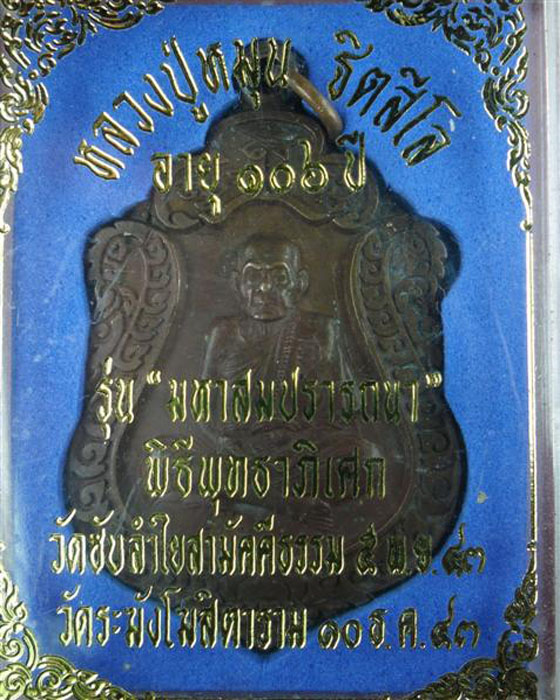 หลวงปู่หมุน ฐิตสีโล
อายุ ๑๐๖ ปี
รุ่น “มหาสมปรารถนา”
พิธีพุทธาภิเศก
วัดซับลำใยสามัคคีธรรม ๕ พ.ย. ๔๓
วัดระฆังโฆสิตาราม ๑๐ ธ.ค. ๔๓